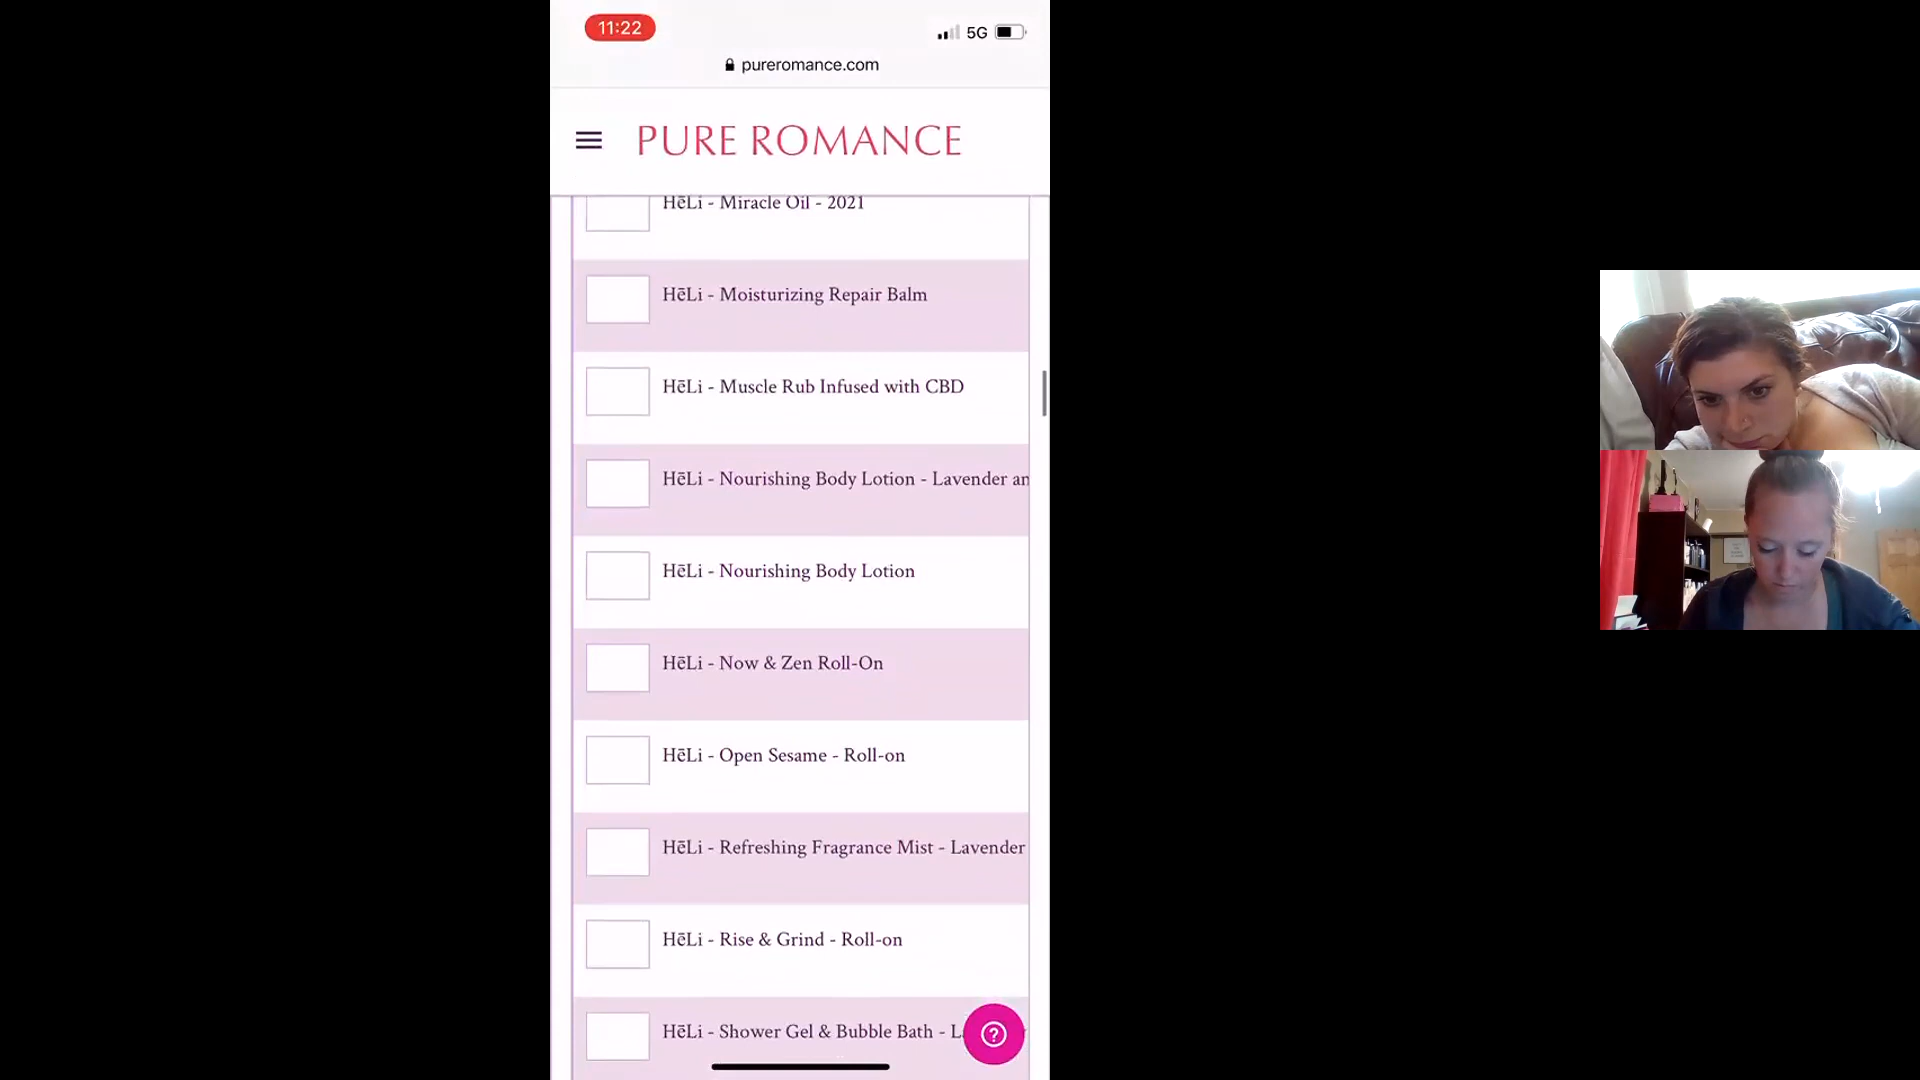 11:22
5G
pureromance.com
PURE ROMANCE
HēLi - Miracle Oil - 2021
HēLi - Moisturizing Repair Balm
HēLi - Muscle Rub Infused with CBD
HēLi - Nourishing Body Lotion - Lavender an
HēLi - Nourishing Body Lotion
HēLi - Now & Zen Roll-On
HēLi - Open Sesame - Roll-on
HēLi - Refreshing Fragrance Mist - Lavender
HēLi - Rise & Grind - Roll-on
HēLi - Shower Gel & Bubble Bath - L
?